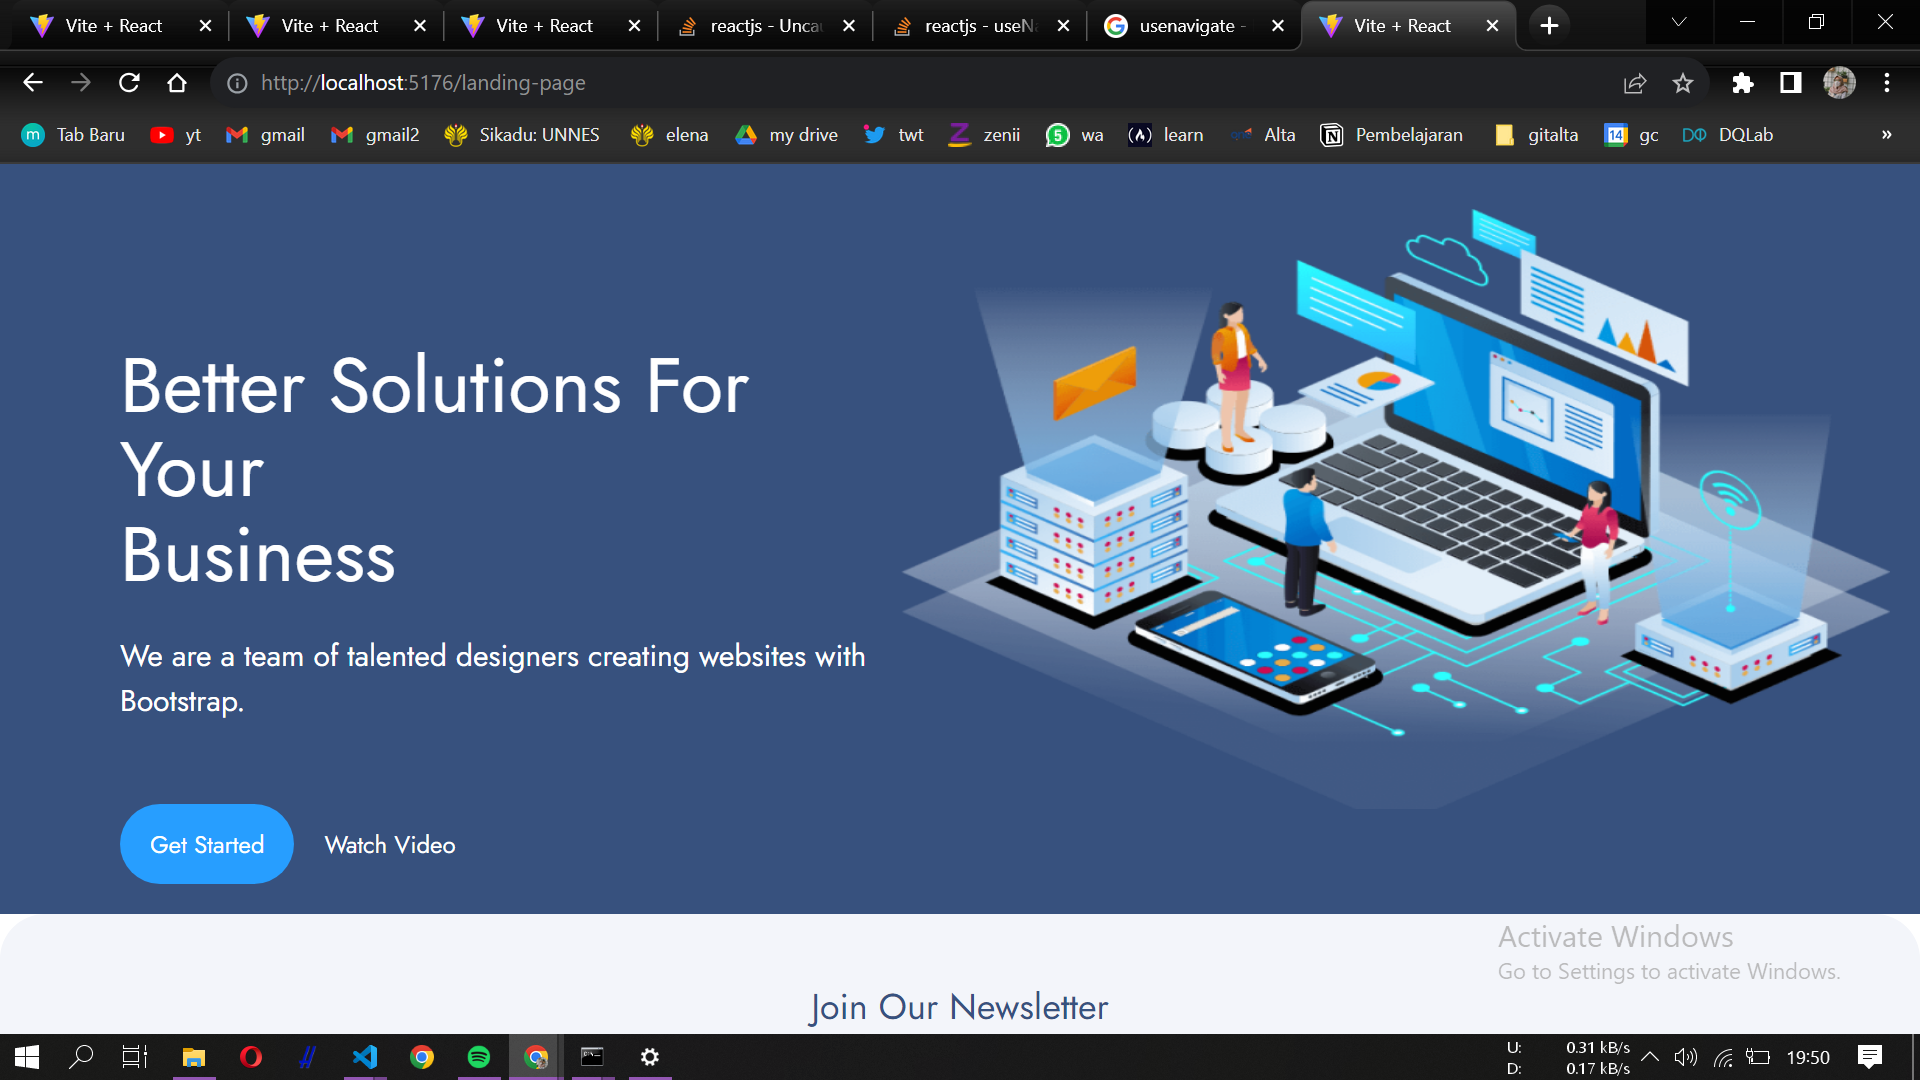 Vite + React
Vite + React
Vite + React
reactjs - Unca
reactjs - useNa
usenavigate -
Vite + React
http://localhost:5176/landing-page
m Tab Baru
yt
gmail
gmail2
Sikadu: UNNES
elena
my drive
twt
Z zenii
5 wa
(A) learn
Alta
N Pembelajaran
gitalta
14 gc
DQLab
»
Better Solutions For
Your
Business
We are a team of talented designers creating websites with
Bootstrap.
Get Started
Watch Video
Activate Windows
Go to Settings to activate Windows.
Join Our Newsletter
U: 0.31 kB/s
D: 0.17 kB/s
19:50